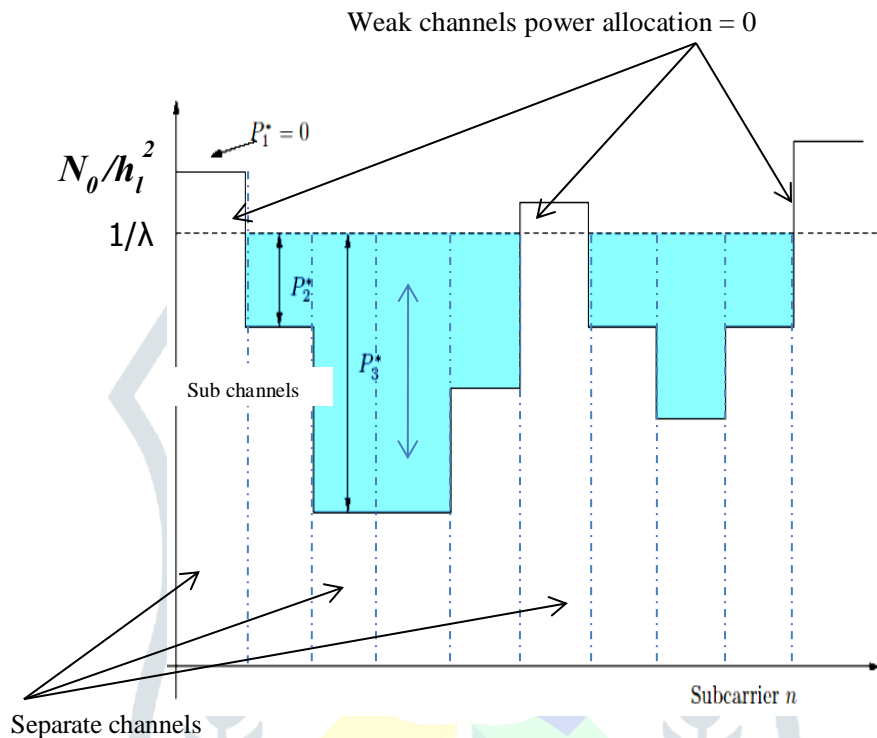 Weak channels power allocation = 0
P₁* = 0
N₀/hₗ²
1/λ
P₂*
P₃*
Sub channels
Subcarrier n
Separate channels